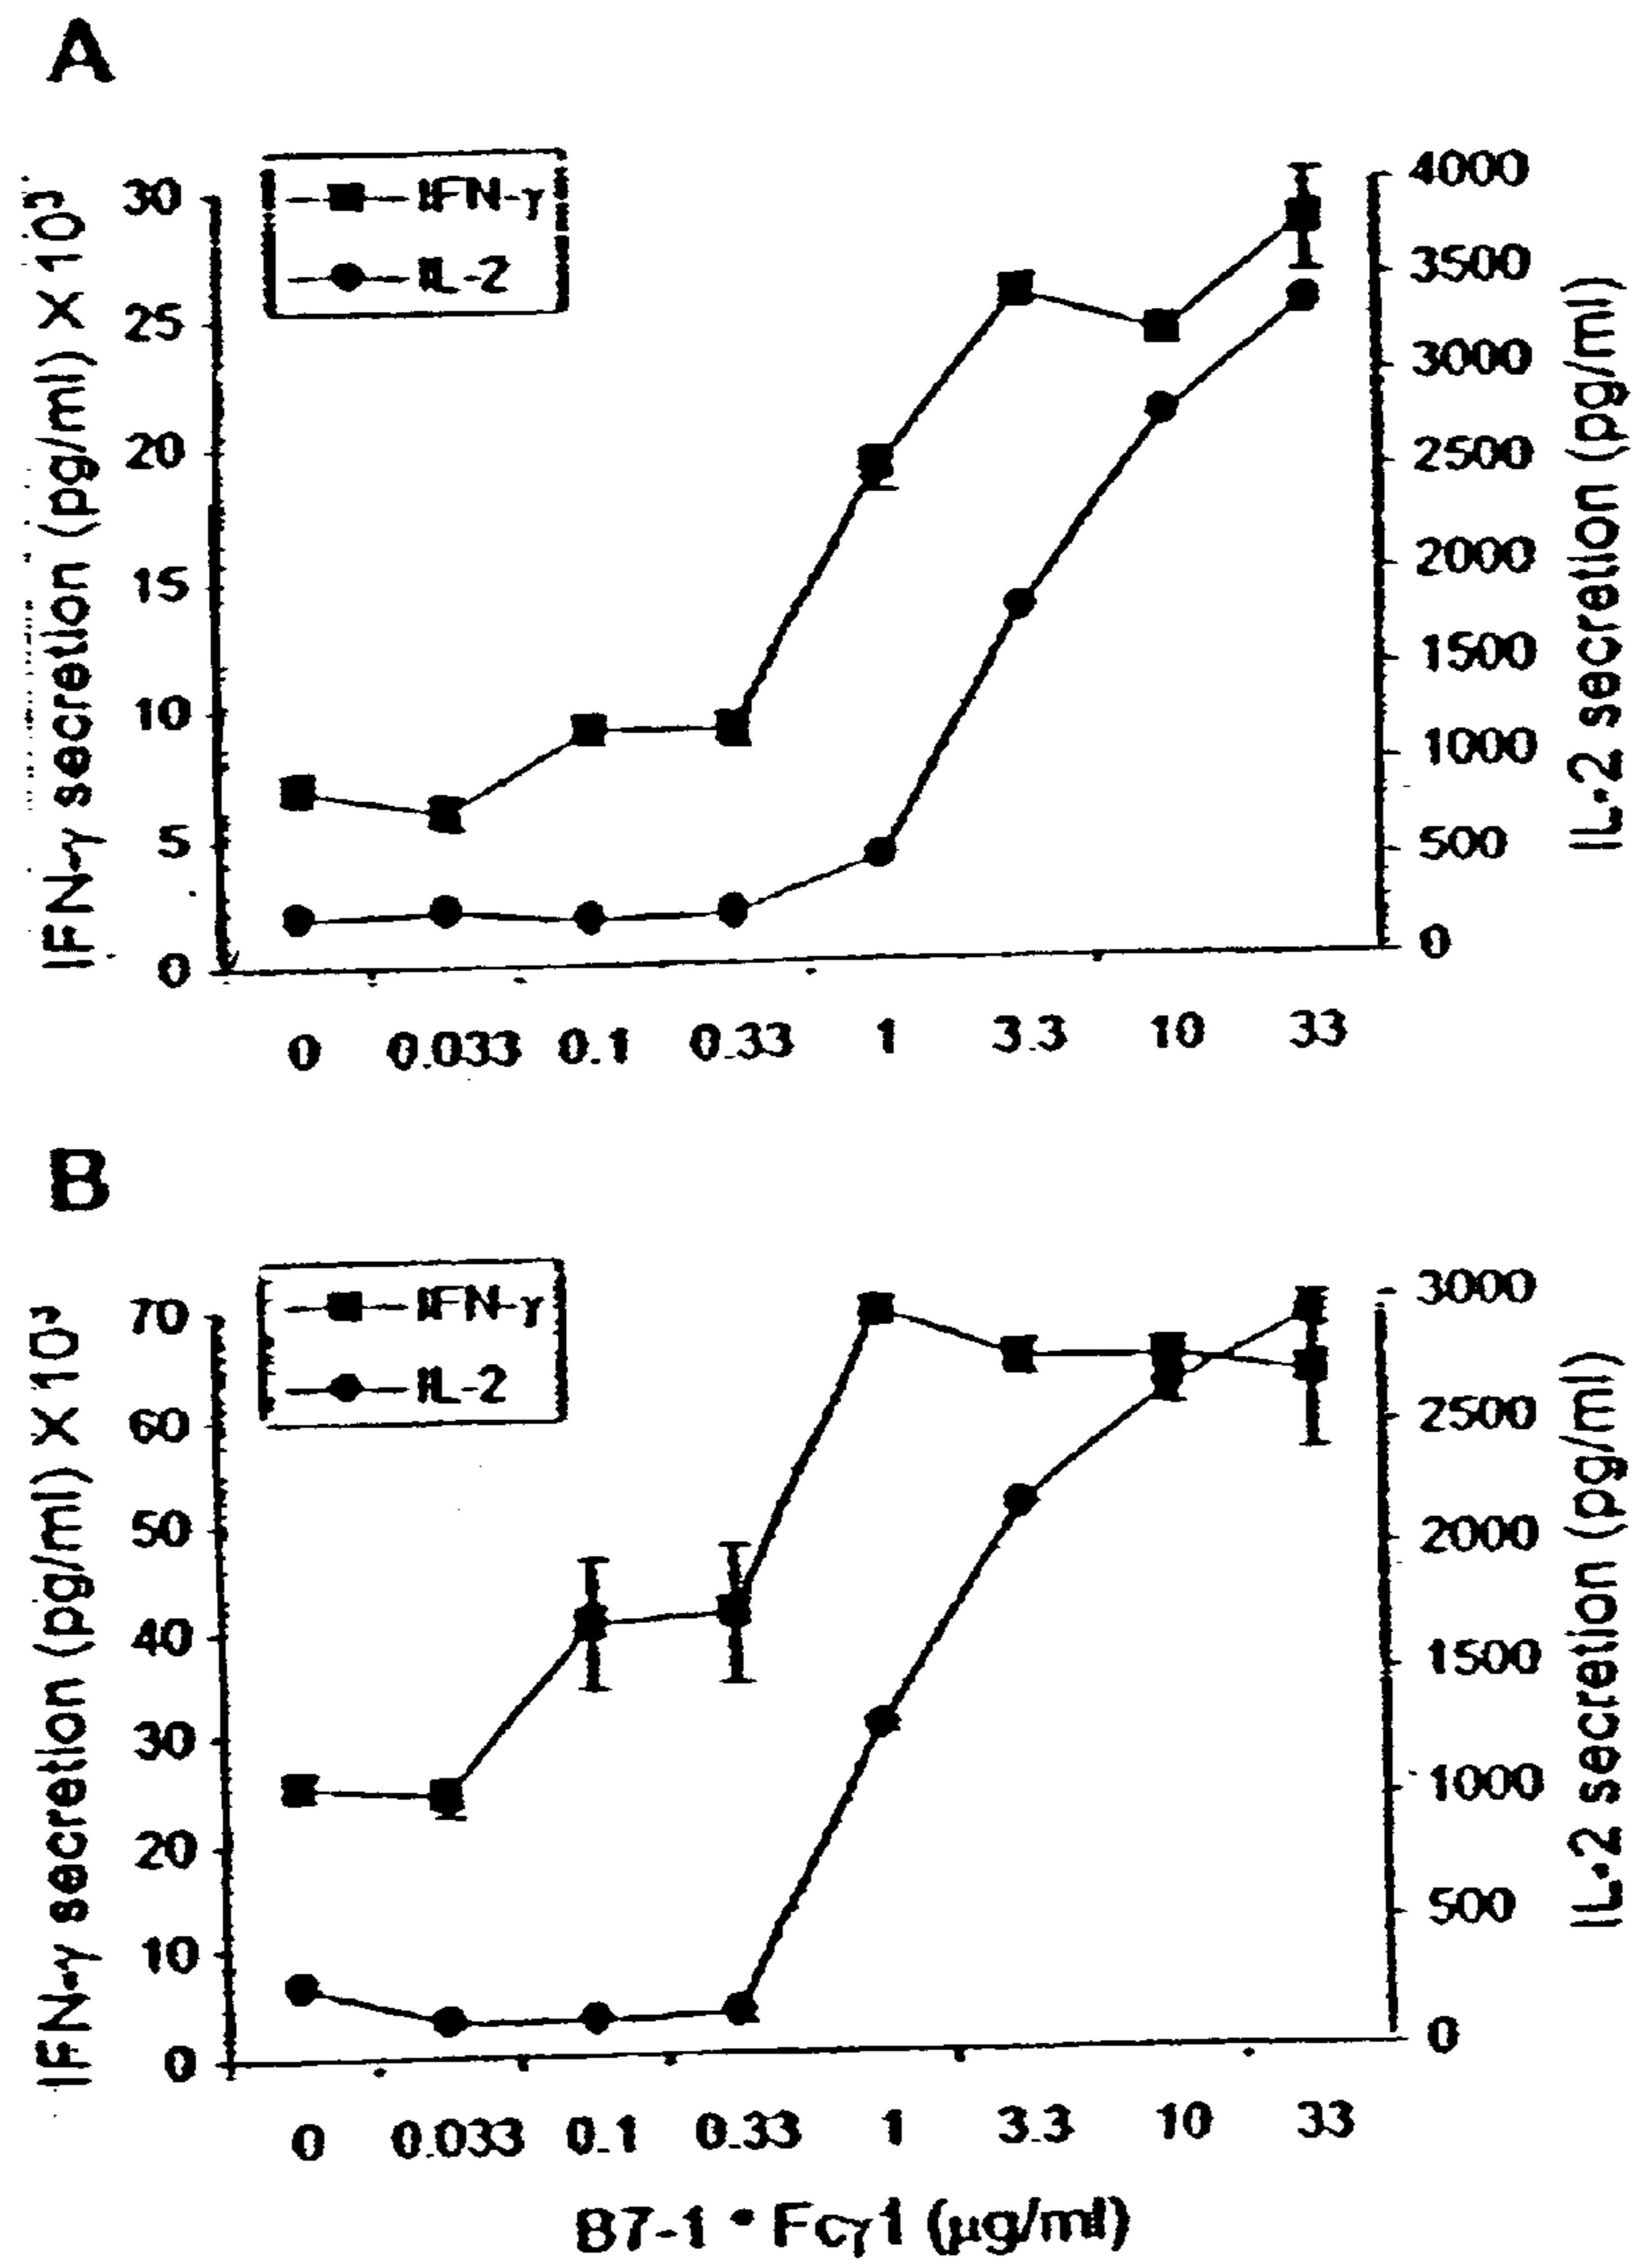 A
IFN-γ secretion (pg/ml) X 10³
30
25
20
15
10
5
0
IFN-γ
IL-2
4000
3500
3000
2500
2000
1500
1000
500
0
IL-2 secretion (pg/ml)
0 0.033 0.1 0.33 1 3.3 10 33
B
IFN-γ secretion (pg/ml) X 10³
70
60
50
40
30
20
10
0
IFN-γ
IL-2
3000
2500
2000
1500
1000
500
0
IL-2 secretion (pg/ml)
0 0.033 0.1 0.33 1 3.3 10 33
B7-1 • Fcγ1 (μg/ml)